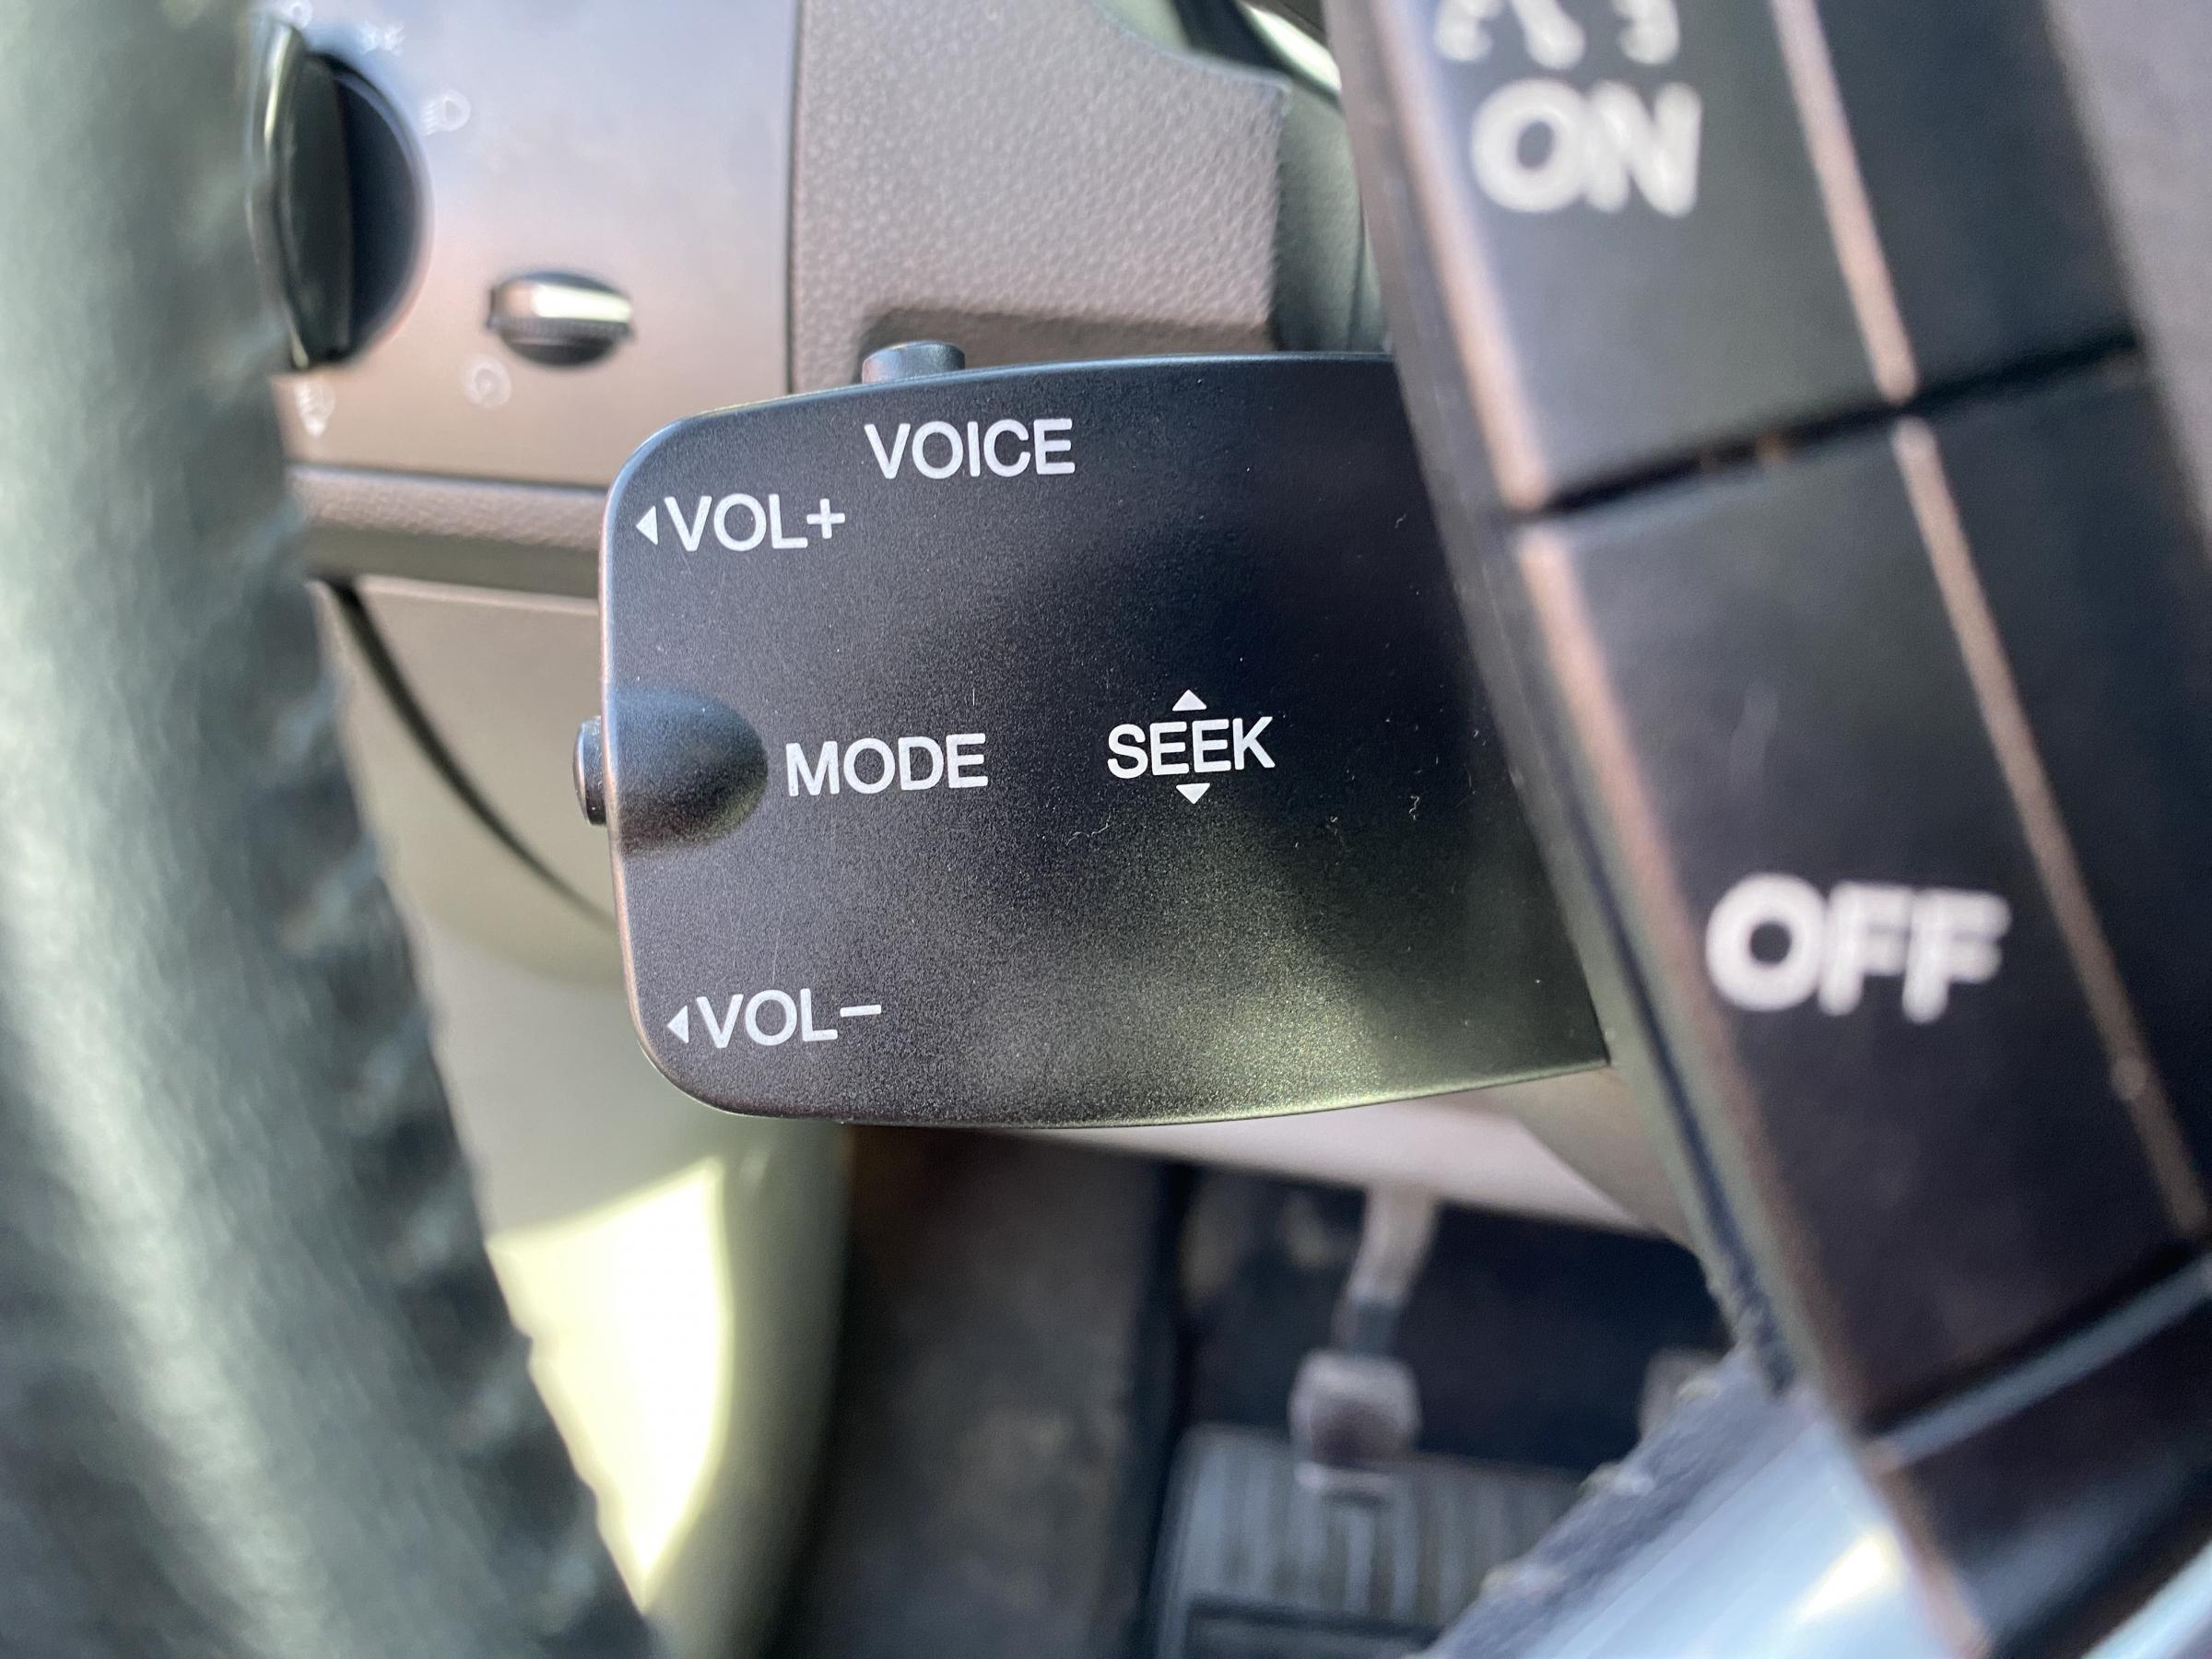 ON
VOICE
◀VOL+
MODE
▲
SEEK
▼
OFF
◀VOL−